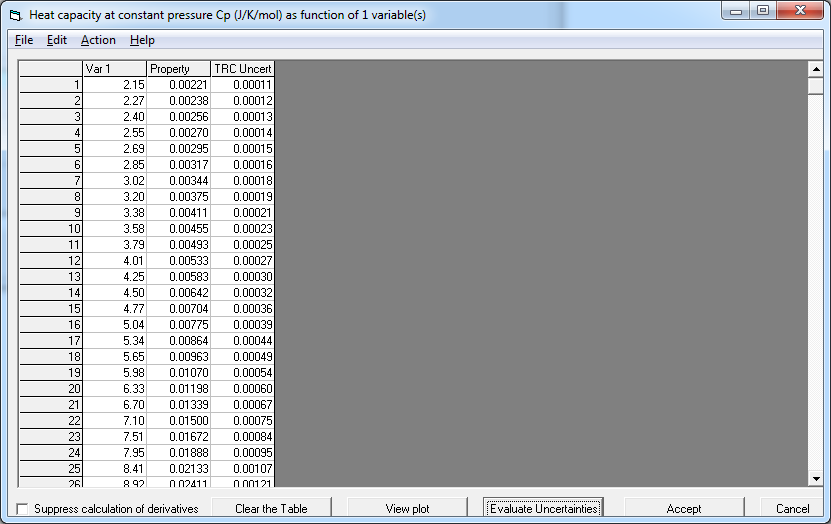 Heat capacity at constant pressure Cp (J/K/mol) as function of 1 variable(s)
File Edit Action Help
Var 1 Property TRC Uncert
1 2.15 0.00221 0.00011
2 2.27 0.00238 0.00012
3 2.40 0.00256 0.00013
4 2.55 0.00270 0.00014
5 2.69 0.00295 0.00015
6 2.85 0.00317 0.00016
7 3.02 0.00344 0.00018
8 3.20 0.00375 0.00019
9 3.38 0.00411 0.00021
10 3.58 0.00455 0.00023
11 3.79 0.00493 0.00025
12 4.01 0.00533 0.00027
13 4.25 0.00583 0.00030
14 4.50 0.00642 0.00032
15 4.77 0.00704 0.00036
16 5.04 0.00775 0.00039
17 5.34 0.00864 0.00044
18 5.65 0.00963 0.00049
19 5.98 0.01070 0.00054
20 6.33 0.01198 0.00060
21 6.70 0.01339 0.00067
22 7.10 0.01500 0.00075
23 7.51 0.01672 0.00084
24 7.95 0.01888 0.00095
25 8.41 0.02133 0.00107
26 8.92 0.02411 0.00121
Suppress calculation of derivatives Clear the Table View plot Evaluate Uncertainties Accept Cancel